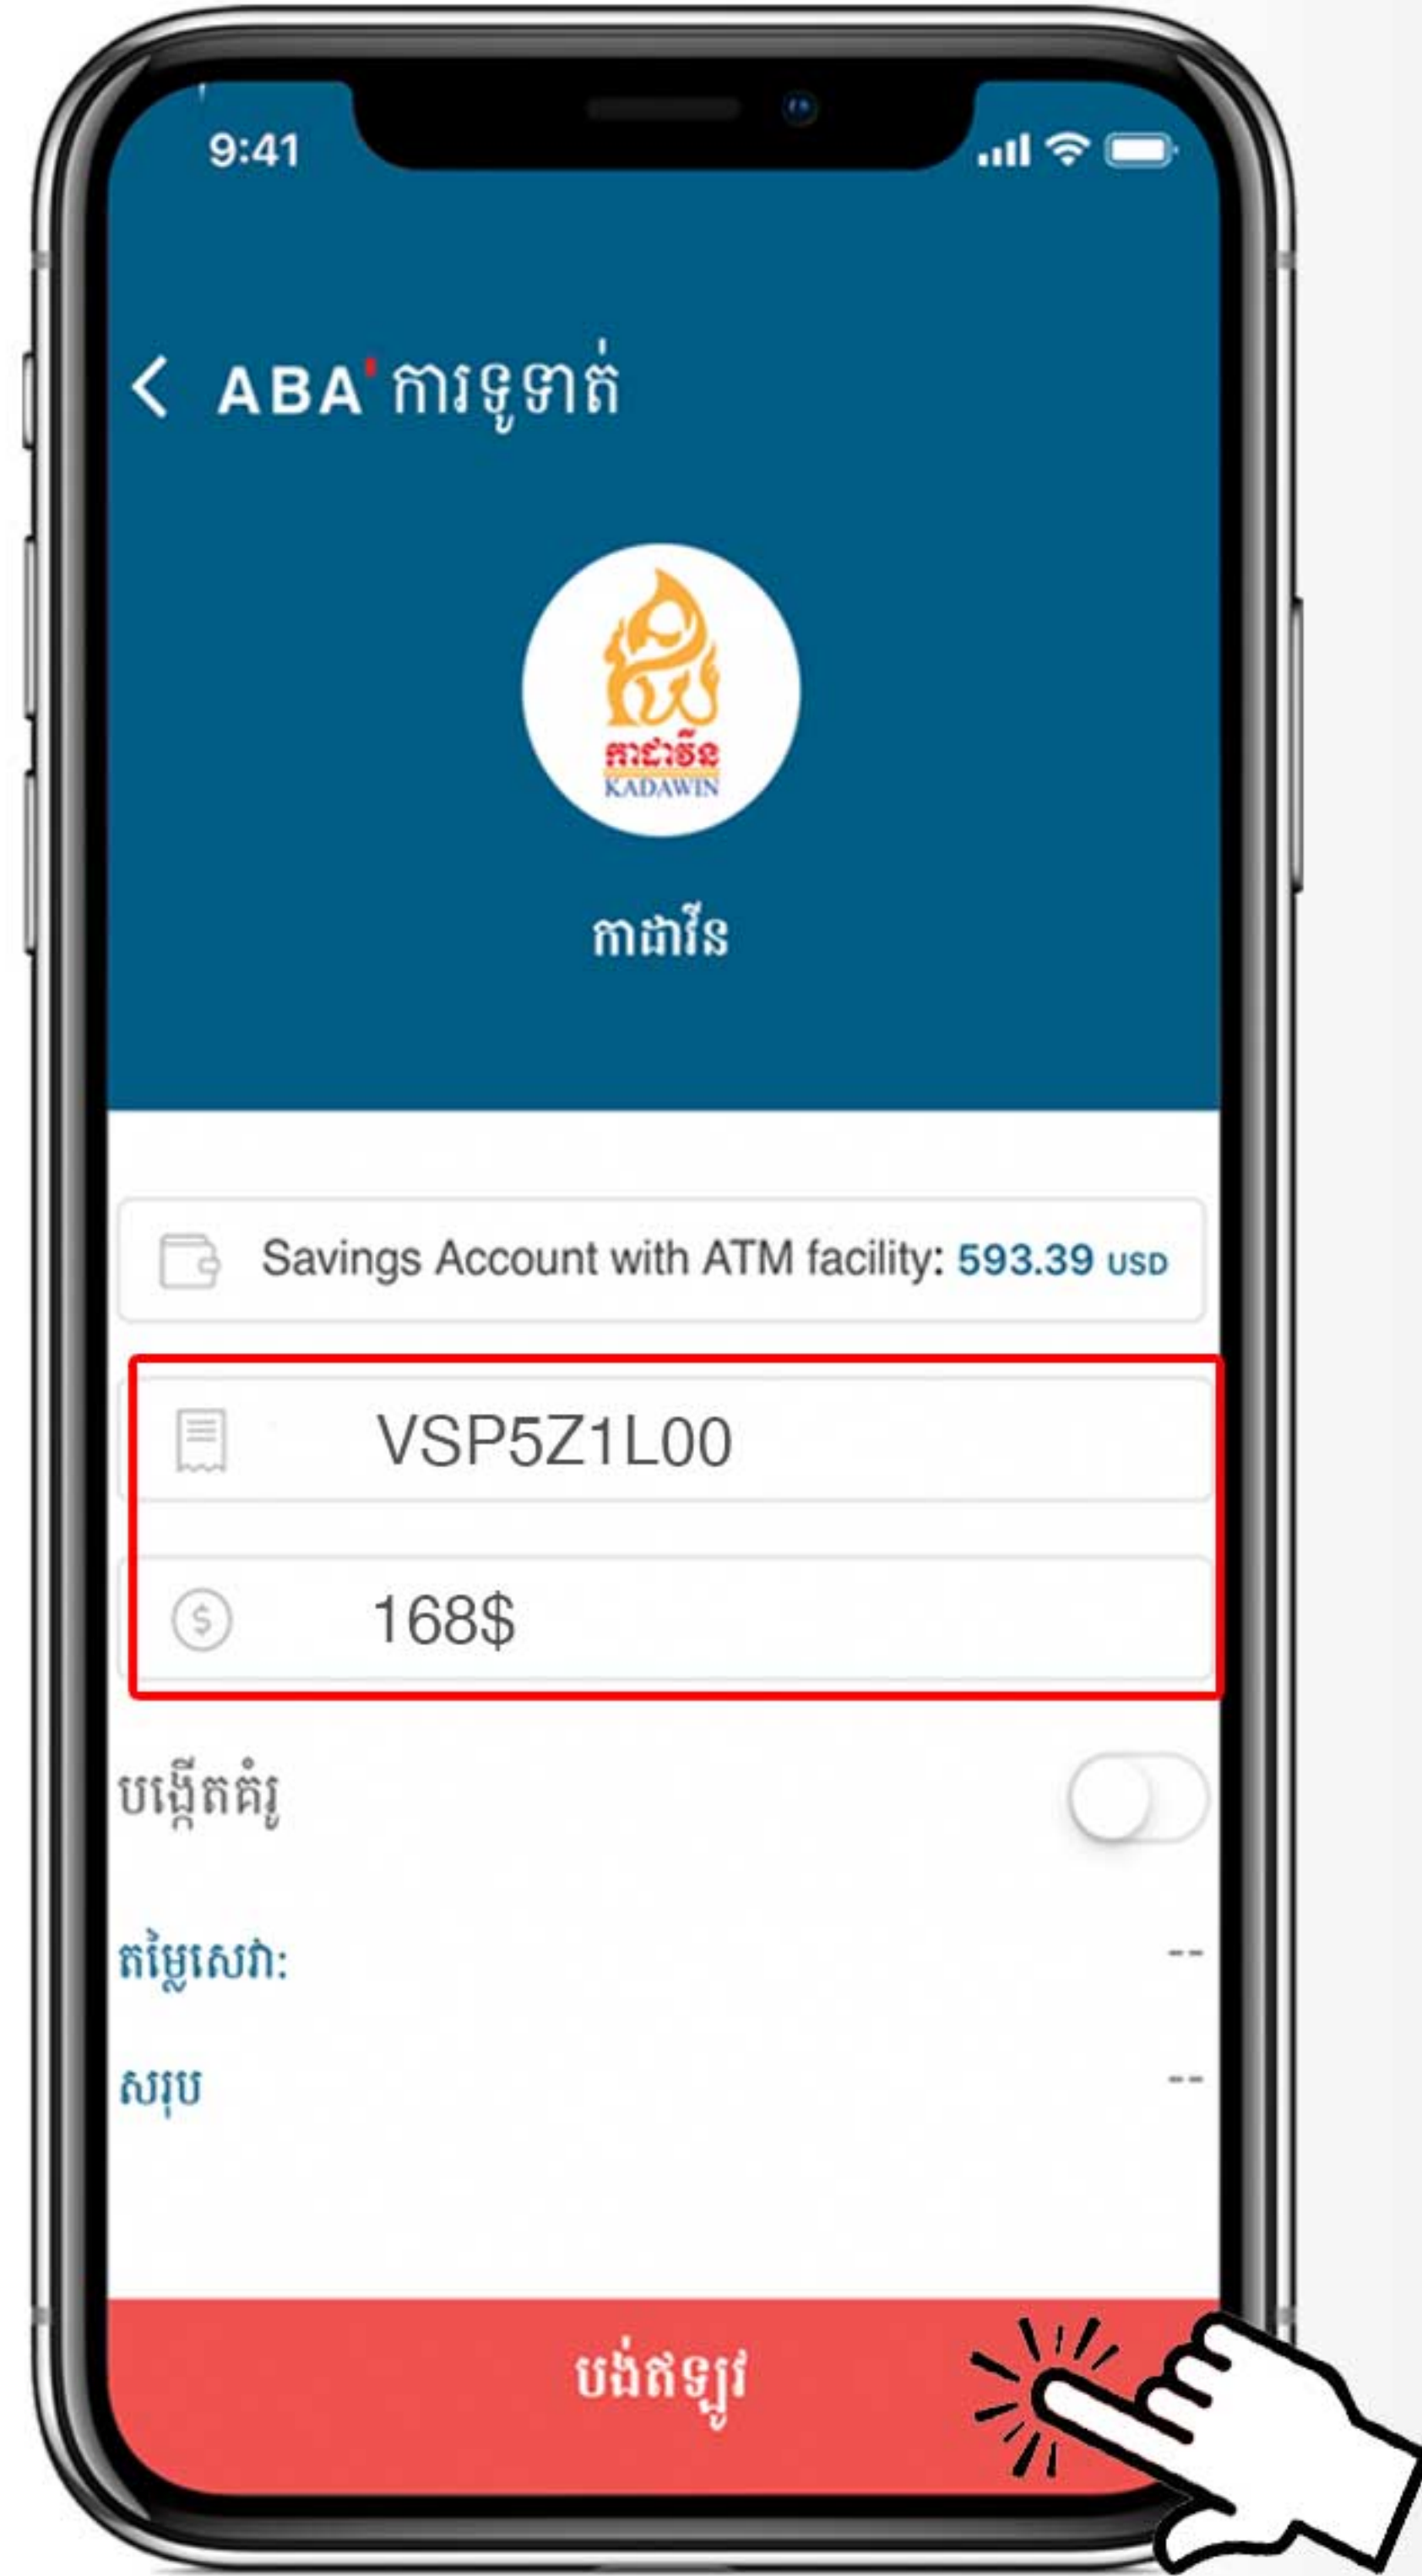 9:41
ABA' ការទូទាត់
កាដាវីន
KADAWIN
កាដាវីន
Savings Account with ATM facility: 593.39 USD
VSP5Z1L00
$ 168$
បង្កើតគំរូ
តម្លៃសេវា: --
សរុប --
បង់ឥឡូវ